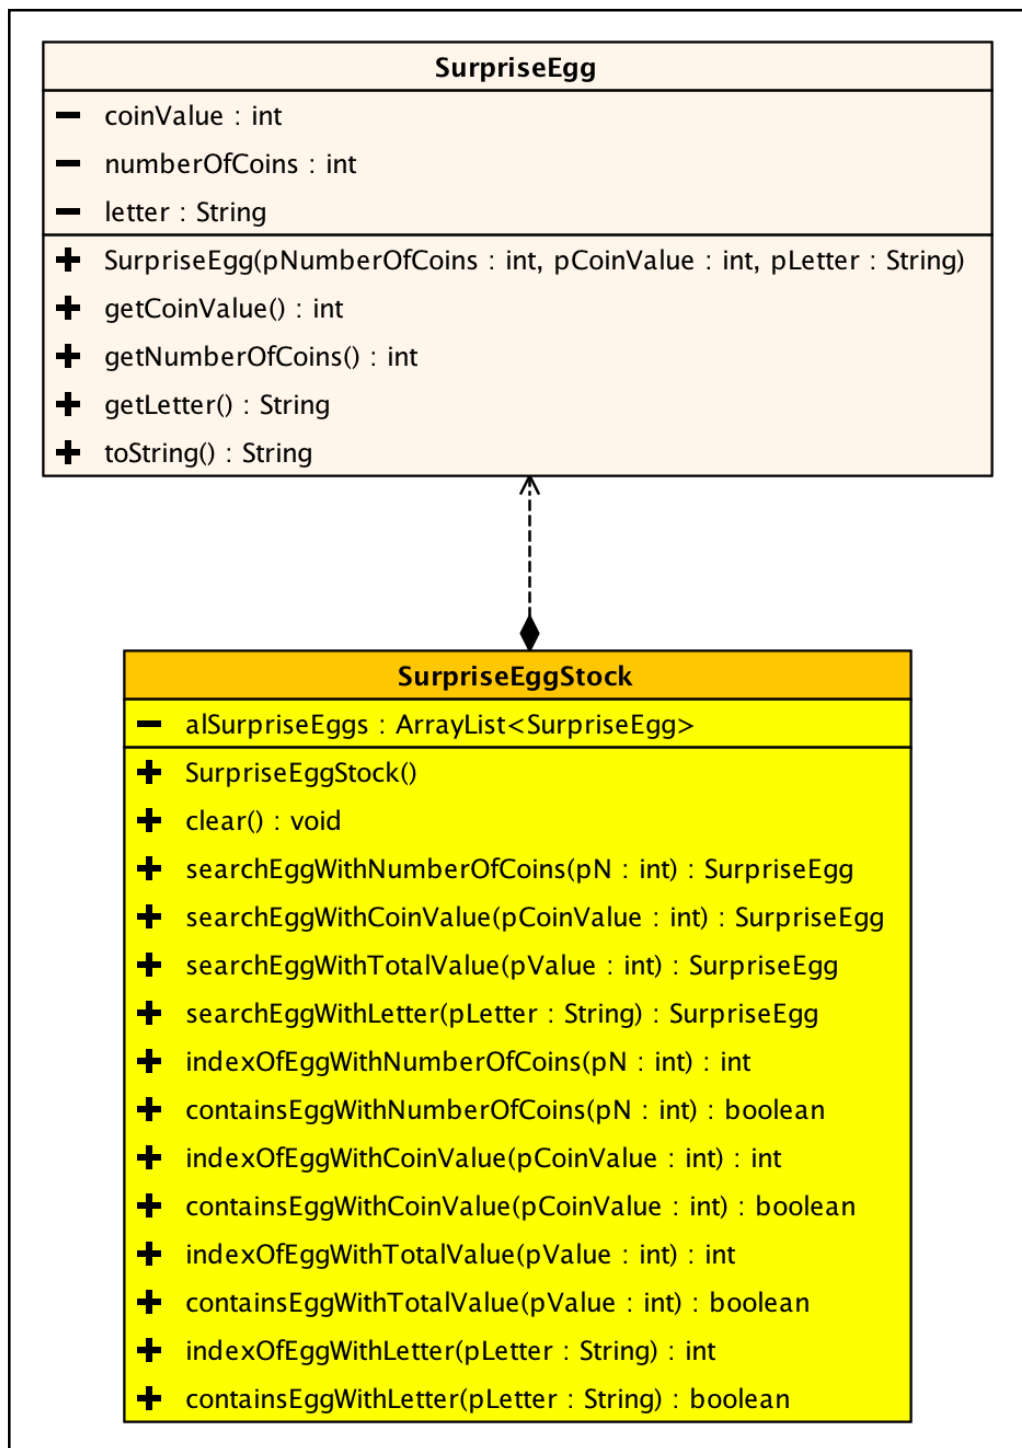 SurpriseEgg
coinValue : int
numberOfCoins : int
letter : String
SurpriseEgg(pNumberOfCoins : int, pCoinValue : int, pLetter : String)
getCoinValue() : int
getNumberOfCoins() : int
getLetter() : String
toString() : String
SurpriseEggStock
alSurpriseEggs : ArrayList<SurpriseEgg>
SurpriseEggStock()
clear() : void
searchEggWithNumberOfCoins(pN : int) : SurpriseEgg
searchEggWithCoinValue(pCoinValue : int) : SurpriseEgg
searchEggWithTotalValue(pValue : int) : SurpriseEgg
searchEggWithLetter(pLetter : String) : SurpriseEgg
indexOfEggWithNumberOfCoins(pN : int) : int
containsEggWithNumberOfCoins(pN : int) : boolean
indexOfEggWithCoinValue(pCoinValue : int) : int
containsEggWithCoinValue(pCoinValue : int) : boolean
indexOfEggWithTotalValue(pValue : int) : int
containsEggWithTotalValue(pValue : int) : boolean
indexOfEggWithLetter(pLetter : String) : int
containsEggWithLetter(pLetter : String) : boolean